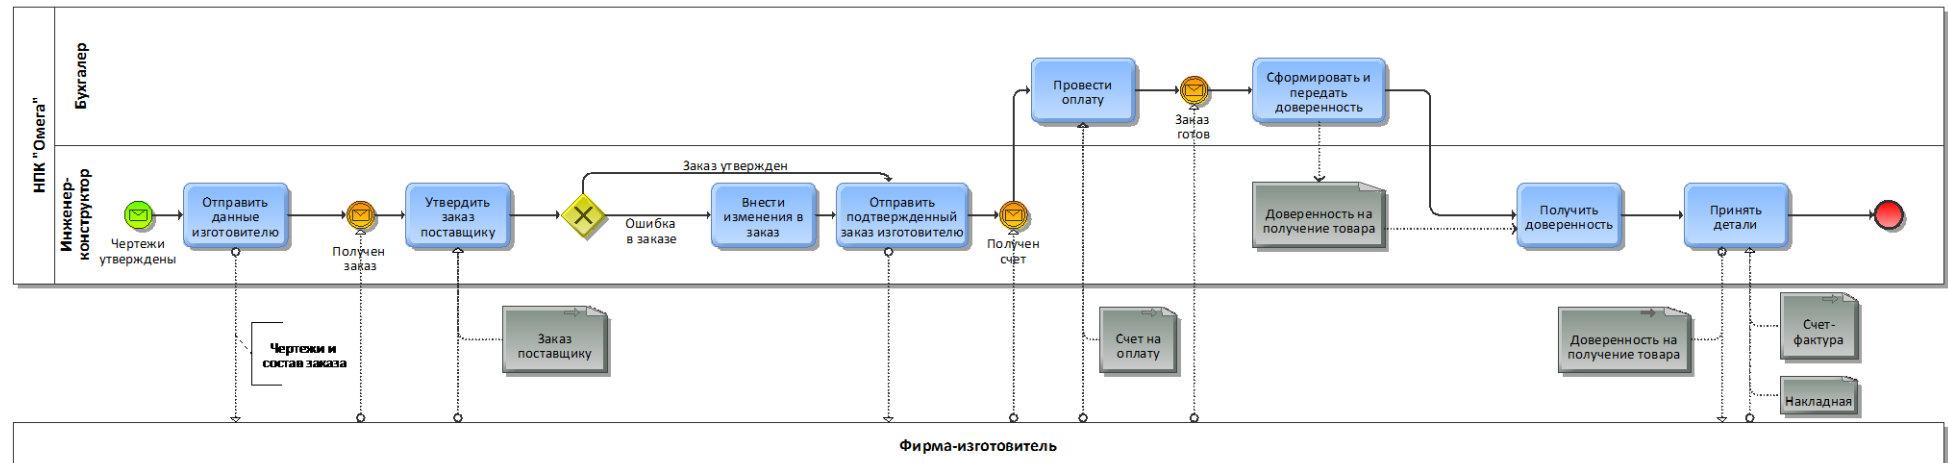 НПК "Омега"
Бухгалер
Инженер-
конструктор
Провести
оплату
Заказ
готов
Сформировать и
передать
доверенность
Чертежи
утверждены
Отправить
данные
изготовителю
Получен
заказ
Утвердить
заказ
поставщику
Заказ утвержден
Ошибка
в заказе
Внести
изменения в
заказ
Отправить
подтвержденный
заказ изготовителю
Получен
счет
Доверенность на
получение товара
Получить
доверенность
Принять
детали
Чертежи и
состав заказа
Заказ
поставщику
Счет на
оплату
Доверенность на
получение товара
Счет-
фактура
Накладная
Фирма-изготовитель